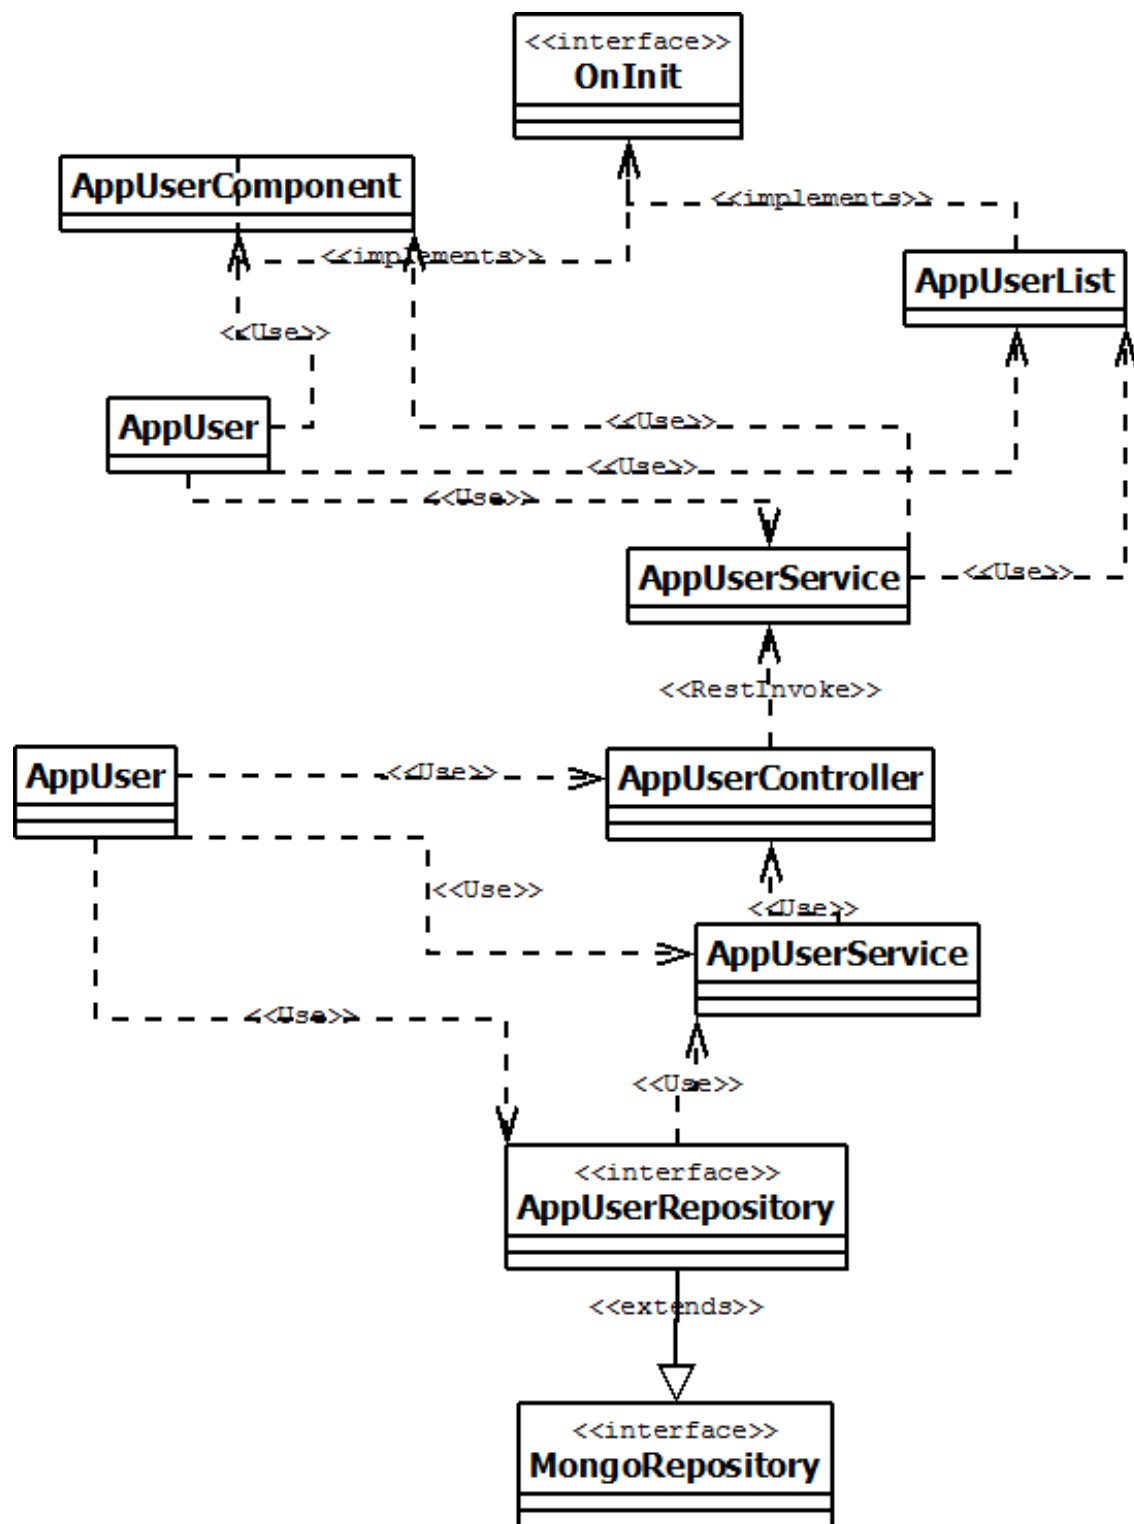 <<interface>>
OnInit
AppUserComponent
<<implements>>
<<implements>>
AppUserList
<<Use>>
AppUser
<<Use>>
<<Use>>
<<Use>>
AppUserService
<<Use>>
<<RestInvoke>>
AppUser
<<Use>>
AppUserController
<<Use>>
<<Use>>
AppUserService
<<Use>>
<<Use>>
<<interface>>
AppUserRepository
<<extends>>
<<interface>>
MongoRepository